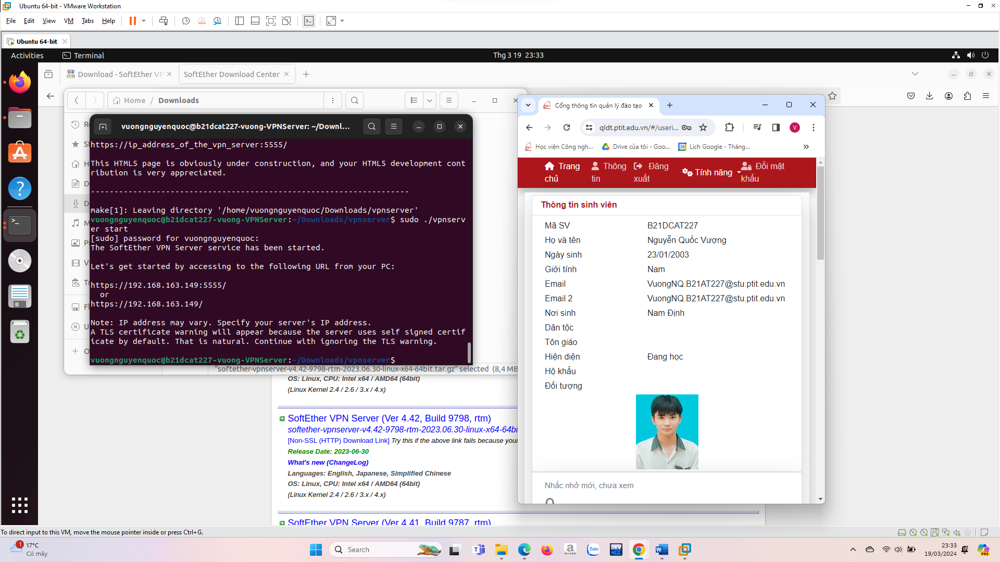 Ubuntu 64-bit - VMware Workstation
File Edit View VM Tabs Help
Ubuntu 64-bit
Activities Terminal Thg 3 19 23:33
Download - SoftEther VP
SoftEther Download Center
Home / Downloads
vuongnguyenquoc@b21dcat227-vuong-VPNServer: ~/Downl...
https://ip_address_of_the_vpn_server:5555/
This HTML5 page is obviously under construction, and your HTML5 development cont
ribution is very appreciated.
--------------------------------------------------------------------
make[1]: Leaving directory '/home/vuongnguyenquoc/Downloads/vpnserver'
vuongnguyenquoc@b21dcat227-vuong-VPNServer:~/Downloads/vpnserver$ sudo ./vpnserv
er start
[sudo] password for vuongnguyenquoc:
The SoftEther VPN Server service has been started.
Let's get started by accessing to the following URL from your PC:
https://192.168.163.149:5555/
or
https://192.168.163.149/
Note: IP address may vary. Specify your server's IP address.
A TLS certificate warning will appear because the server uses self signed certif
icate by default. That is natural. Continue with ignoring the TLS warning.
vuongnguyenquoc@b21dcat227-vuong-VPNServer:~/Downloads/vpnserver$
"softether-vpnserver-v4.42-9798-rtm-2023.06.30-linux-x64-64bit.tar.gz" selected (8,4 MB
OS: Linux, CPU: Intel x64 / AMD64 (64bit)
(Linux Kernel 2.4 / 2.6 / 3.x / 4.x)
SoftEther VPN Server (Ver 4.42, Build 9798, rtm)
softether-vpnserver-v4.42-9798-rtm-2023.06.30-linux-x64-64bi
[Non-SSL (HTTP) Download Link] Try this if the above link fails because your
Release Date: 2023-06-30
What's new (ChangeLog)
Languages: English, Japanese, Simplified Chinese
OS: Linux, CPU: Intel x64 / AMD64 (64bit)
(Linux Kernel 2.4 / 2.6 / 3.x / 4.x)
SoftEther VPN Server (Ver 4.41, Build 9787, rtm)
Cổng thông tin quản lý đào tạo
qldt.ptit.edu.vn/#/useri...
V
Học viện Công ngh... Drive của tôi - Goo... 28 Lịch Google - Tháng...
Trang chủ
Thông tin
Đăng xuất
Tính năng
Đổi mật khẩu
Thông tin sinh viên
Mã SV B21DCAT227
Họ và tên Nguyễn Quốc Vượng
Ngày sinh 23/01/2003
Giới tính Nam
Email VuongNQ.B21AT227@stu.ptit.edu.vn
Email 2 VuongNQ.B21AT227@stu.ptit.edu.vn
Nơi sinh Nam Định
Dân tộc
Tôn giáo
Hiện diện Đang học
Hộ khẩu
Đối tượng
Nhắc nhở mới, chưa xem
0
To direct input to this VM, move the mouse pointer inside or press Ctrl+G.
1
17°C
Có mây
Search
Zalo
DEV
23:33
19/03/2024
PRE